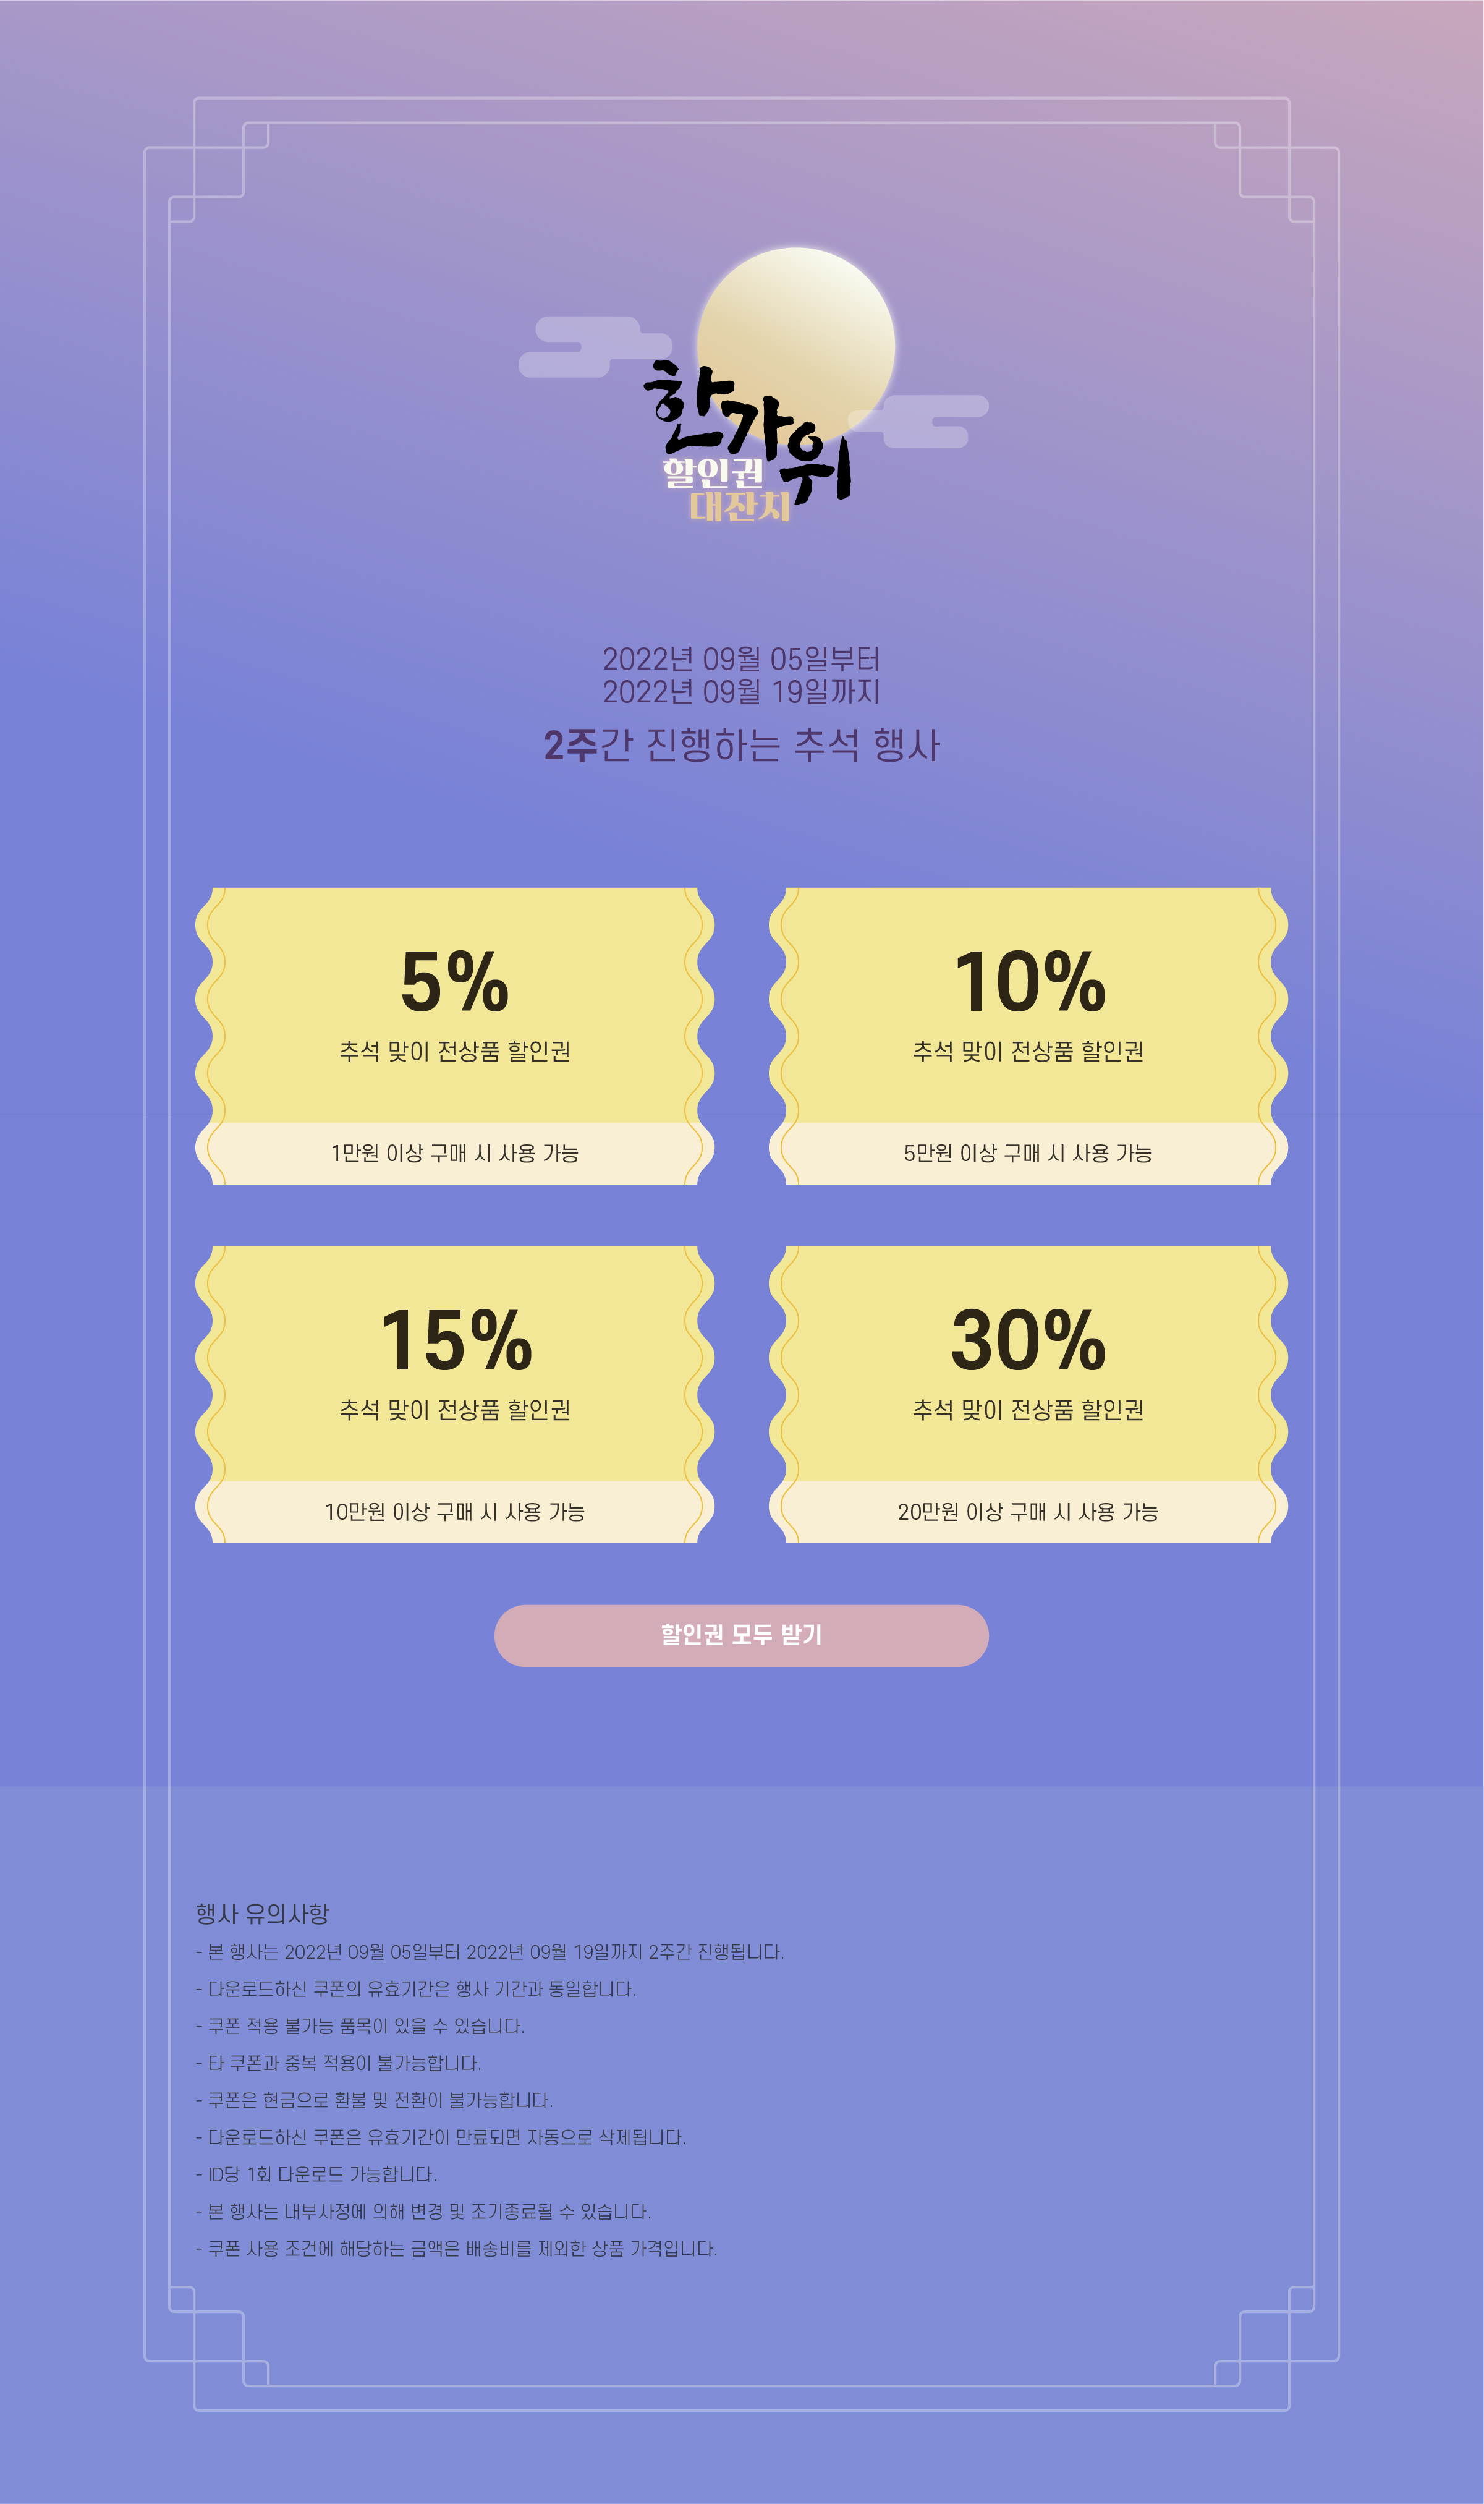 한가위
할인권
대잔치
2022년 09월 05일부터
2022년 09월 19일까지
2주간 진행하는 추석 행사
5%
추석 맞이 전상품 할인권
1만원 이상 구매 시 사용 가능
10%
추석 맞이 전상품 할인권
5만원 이상 구매 시 사용 가능
15%
추석 맞이 전상품 할인권
10만원 이상 구매 시 사용 가능
30%
추석 맞이 전상품 할인권
20만원 이상 구매 시 사용 가능
할인권 모두 받기
행사 유의사항
- 본 행사는 2022년 09월 05일부터 2022년 09월 19일까지 2주간 진행됩니다.
- 다운로드하신 쿠폰의 유효기간은 행사 기간과 동일합니다.
- 쿠폰 적용 불가능 품목이 있을 수 있습니다.
- 타 쿠폰과 중복 적용이 불가능합니다.
- 쿠폰은 현금으로 환불 및 전환이 불가능합니다.
- 다운로드하신 쿠폰은 유효기간이 만료되면 자동으로 삭제됩니다.
- ID당 1회 다운로드 가능합니다.
- 본 행사는 내부사정에 의해 변경 및 조기종료될 수 있습니다.
- 쿠폰 사용 조건에 해당하는 금액은 배송비를 제외한 상품 가격입니다.